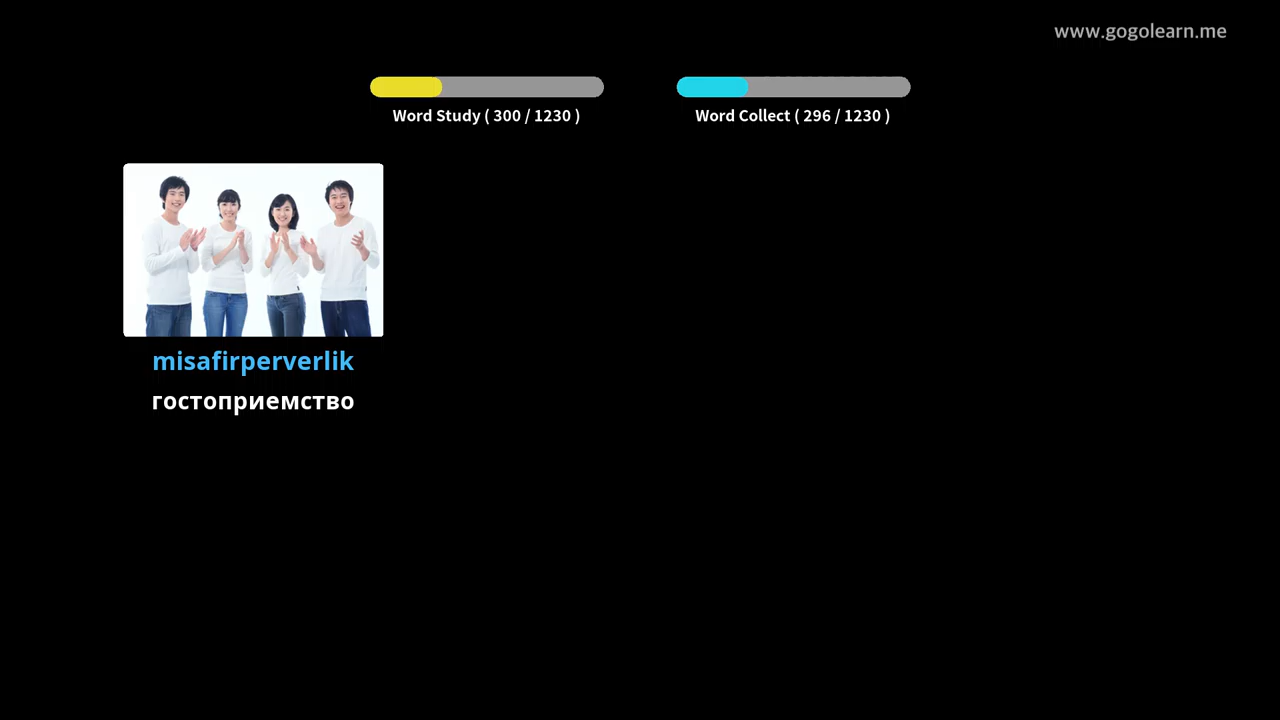 www.gogolearn.me
Word Study ( 300 / 1230 )
Word Collect ( 296 / 1230 )
misafirperverlik
гостоприемство